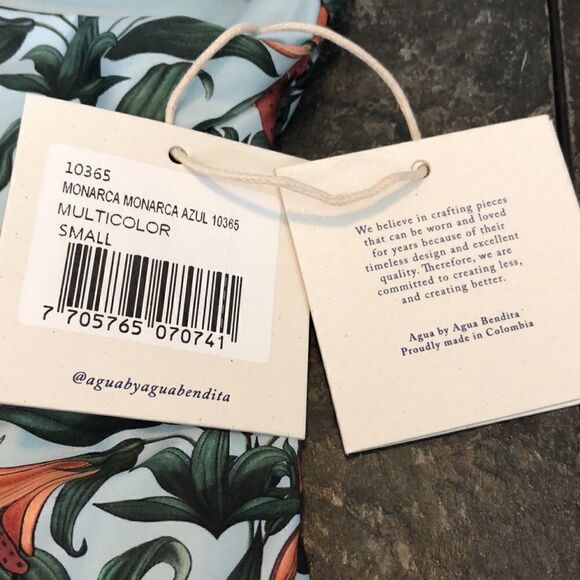 10365
MONARCA MONARCA AZUL 10365
MULTICOLOR
SMALL
7 705765 070741
@aguabyaguabendita
We believe in crafting pieces
that can be worn and loved
for years because of their
timeless design and excellent
quality. Therefore, we are
committed to creating less,
and creating better.
Agua by Agua Bendita
Proudly made in Colombia